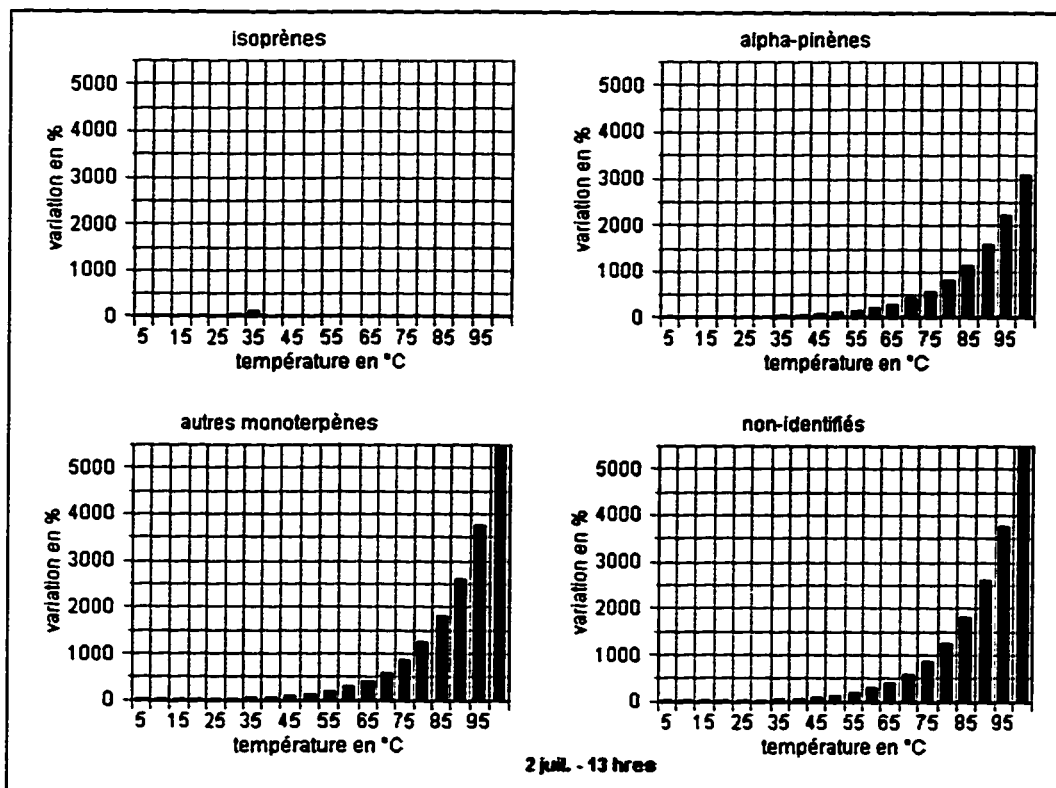 isoprènes
variation en %
5000
4000
3000
2000
1000
0
5 15 25 35 45 55 65 75 85 95
température en °C
alpha-pinènes
variation en %
5000
4000
3000
2000
1000
0
5 15 25 35 45 55 65 75 85 95
température en °C
autres monoterpènes
variation en %
5000
4000
3000
2000
1000
0
5 15 25 35 45 55 65 75 85 95
température en °C
non-identifiés
variation en %
5000
4000
3000
2000
1000
0
5 15 25 35 45 55 65 75 85 95
température en °C
2 juil. - 13 hres